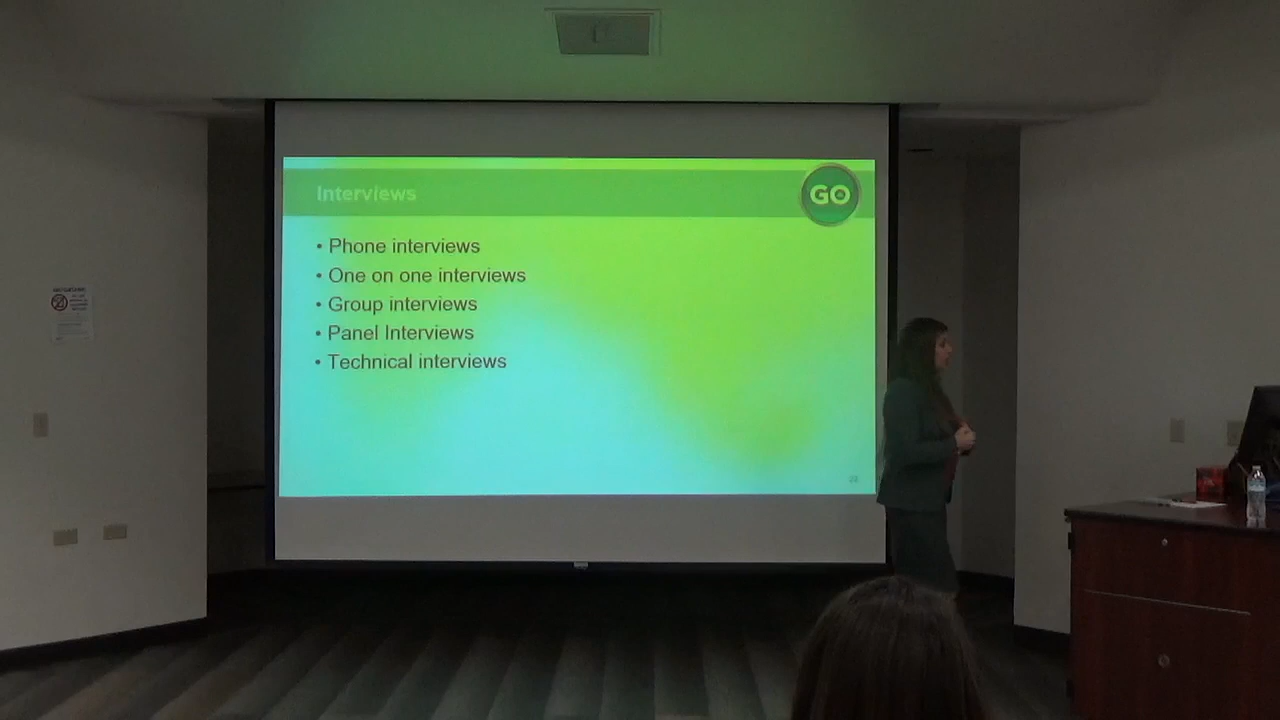 Interviews
GO
• Phone interviews
• One on one interviews
• Group interviews
• Panel Interviews
• Technical interviews